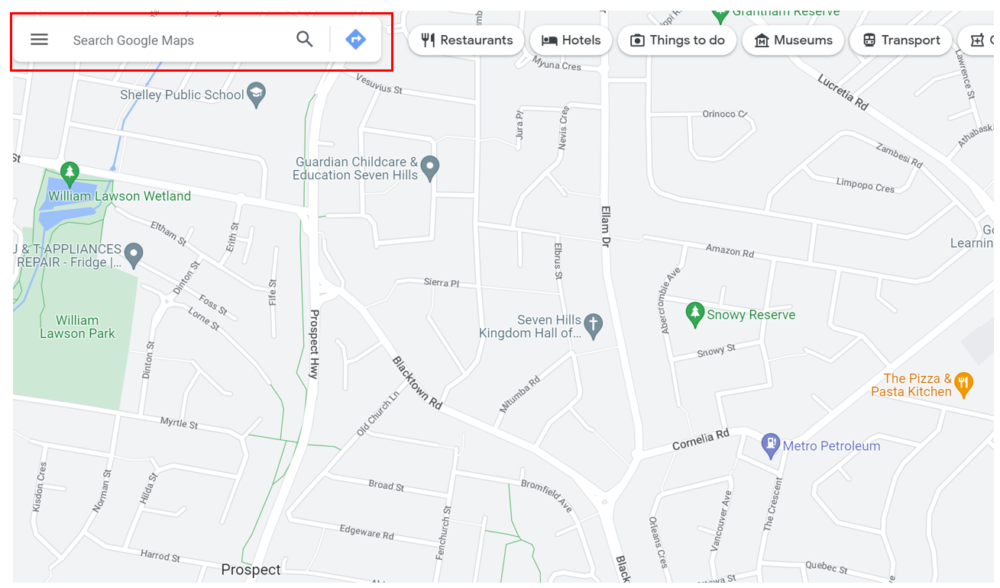 Grantham Reserve
Search Google Maps
Restaurants
Hotels
Things to do
Museums
Transport
Myuna Cres
Vesuvius St
Lucretia Rd
Lawrence St
Shelley Public School
Jura Pl
Nevis Cres
Orinoco C
Athabaska
Zambesi Rd
St
Guardian Childcare &
Education Seven Hills
Limpopo Cres
William Lawson Wetland
Eltham St
Erith St
Ellam Dr
J & T APPLIANCES
REPAIR - Fridge |...
Elbrus St
Amazon Rd
Learnin
Dinton St
Sierra Pl
Fife St
Foss St
Lorne St
Abercrombie Ave
William
Lawson Park
Prospect Hwy
Seven Hills
Kingdom Hall of...
Snowy Reserve
Dinton St
Snowy St
Blacktown Rd
Mitumba Rd
The Pizza &
Pasta Kitchen
Old Church Ln
Myrtle St
Cornelia Rd
Metro Petroleum
Kisdon Cres
Norman St
Hilda St
Broad St
Bromfield Ave
Vancouver Ave
The Crescent
Edgeware Rd
Fenchurch St
Orleans Cres
Harrod St
Prospect
Black
Quebec St